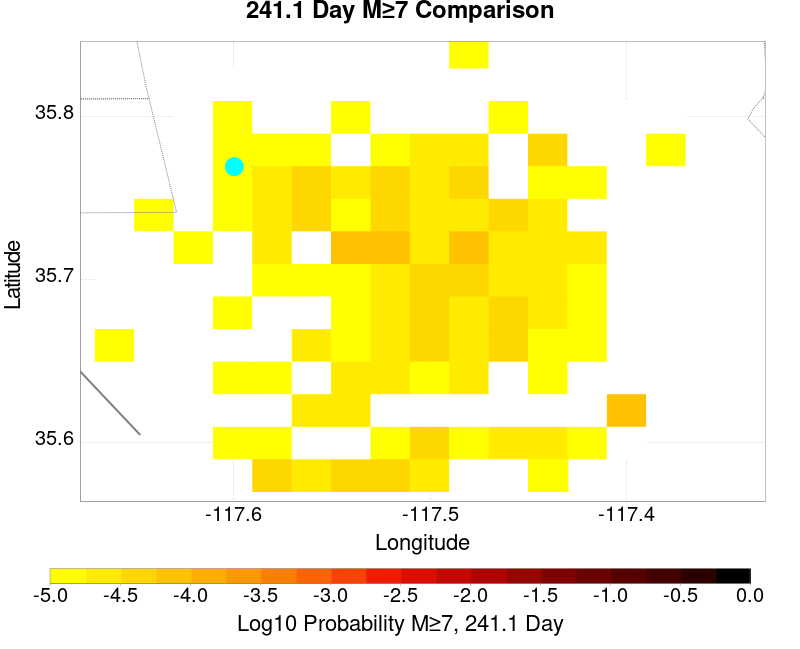 241.1 Day M≥7 Comparison
35.8
35.7
35.6
Latitude
-117.6 -117.5 -117.4
Longitude
-5.0 -4.5 -4.0 -3.5 -3.0 -2.5 -2.0 -1.5 -1.0 -0.5 0.0
Log10 Probability M≥7, 241.1 Day